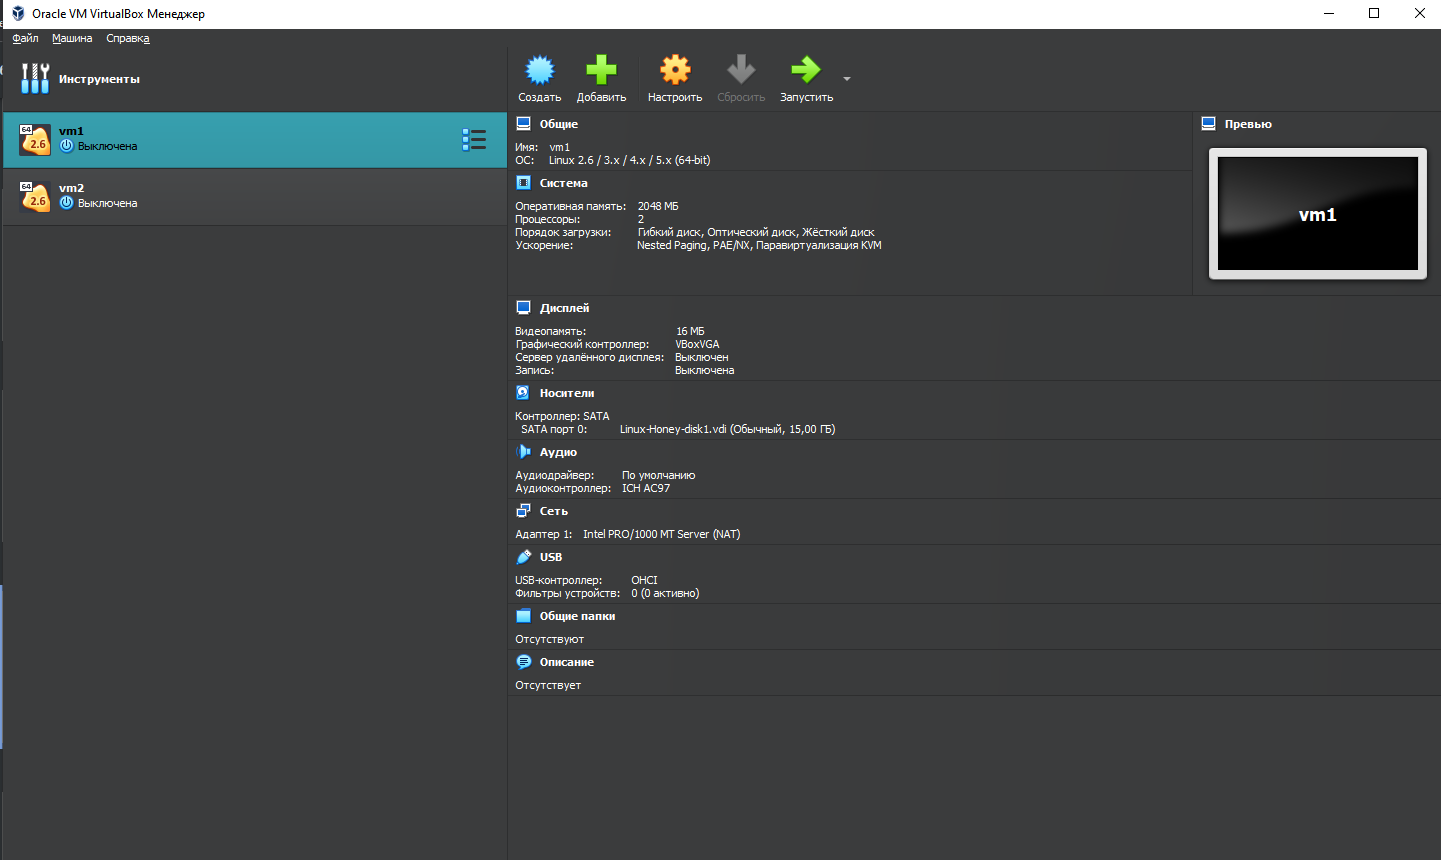 Oracle VM VirtualBox Менеджер
Файл Машина Справка
Инструменты
64
2.6
vm1
Выключена
64
2.6
vm2
Выключена
Создать Добавить Настроить Сбросить Запустить
Общие
Имя: vm1
ОС: Linux 2.6 / 3.x / 4.x / 5.x (64-bit)
Система
Оперативная память: 2048 МБ
Процессоры: 2
Порядок загрузки: Гибкий диск, Оптический диск, Жёсткий диск
Ускорение: Nested Paging, PAE/NX, Паравиртуализация KVM
Превью
vm1
Дисплей
Видеопамять: 16 МБ
Графический контроллер: VBoxVGA
Сервер удалённого дисплея: Выключен
Запись: Выключена
Носители
Контроллер: SATA
SATA порт 0: Linux-Honey-disk1.vdi (Обычный, 15,00 ГБ)
Аудио
Аудиодрайвер: По умолчанию
Аудиоконтроллер: ICH AC97
Сеть
Адаптер 1: Intel PRO/1000 MT Server (NAT)
USB
USB-контроллер: OHCI
Фильтры устройств: 0 (0 активно)
Общие папки
Отсутствуют
Описание
Отсутствует